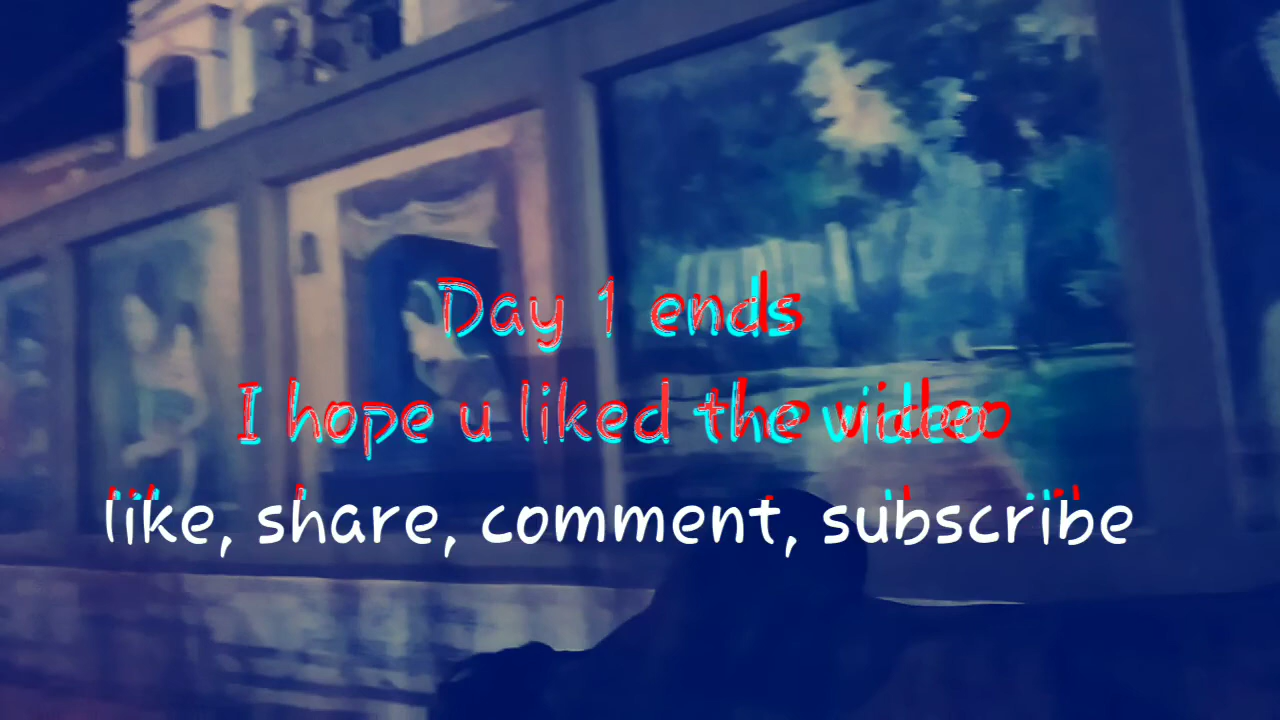 Day 1 ends
I hope u liked the video
like, share, comment, subscribe